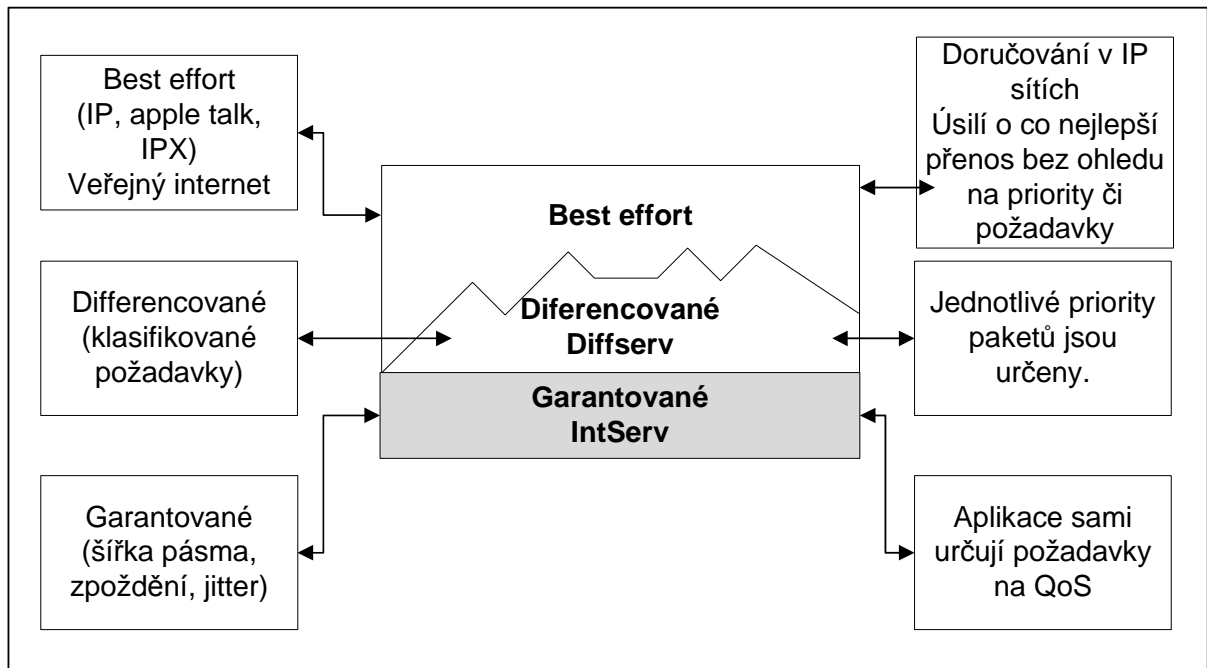 Best effort
(IP, apple talk,
IPX)
Veřejný internet
Doručování v IP
sítích
Úsilí o co nejlepší
přenos bez ohledu
na priority či
požadavky
Best effort
Differencované
(klasifikované
požadavky)
Diferencované
Diffserv
Jednotlivé priority
paketů jsou
určeny.
Garantované
IntServ
Garantované
(šířka pásma,
zpoždění, jitter)
Aplikace sami
určují požadavky
na QoS